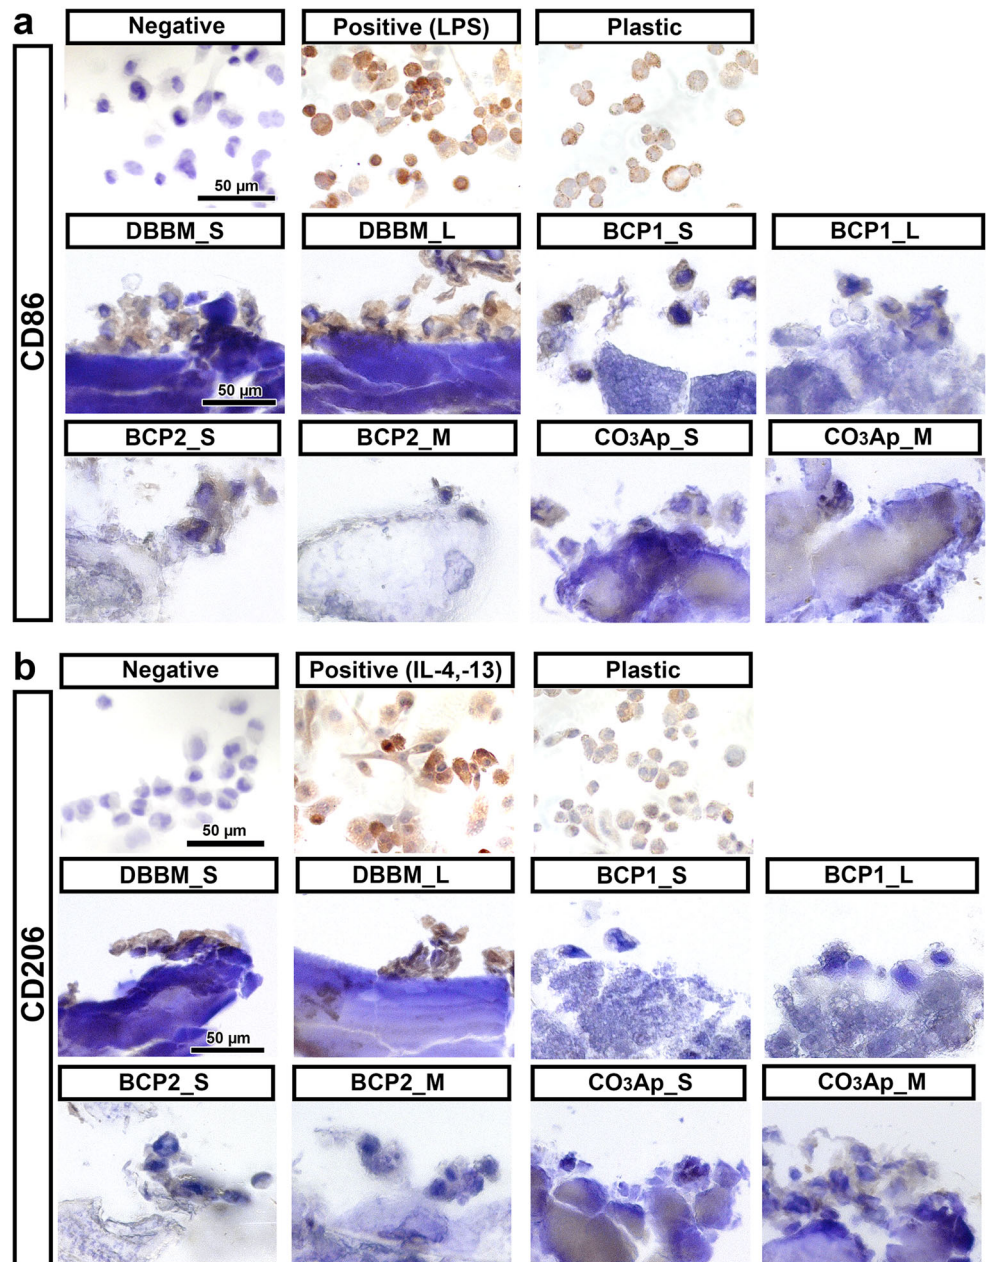 a
Negative
Positive (LPS)
Plastic
50 µm
CD86
DBBM_S
DBBM_L
BCP1_S
BCP1_L
50 µm
BCP2_S
BCP2_M
CO3Ap_S
CO3Ap_M
b
Negative
Positive (IL-4,-13)
Plastic
50 µm
CD206
DBBM_S
DBBM_L
BCP1_S
BCP1_L
50 µm
BCP2_S
BCP2_M
CO3Ap_S
CO3Ap_M